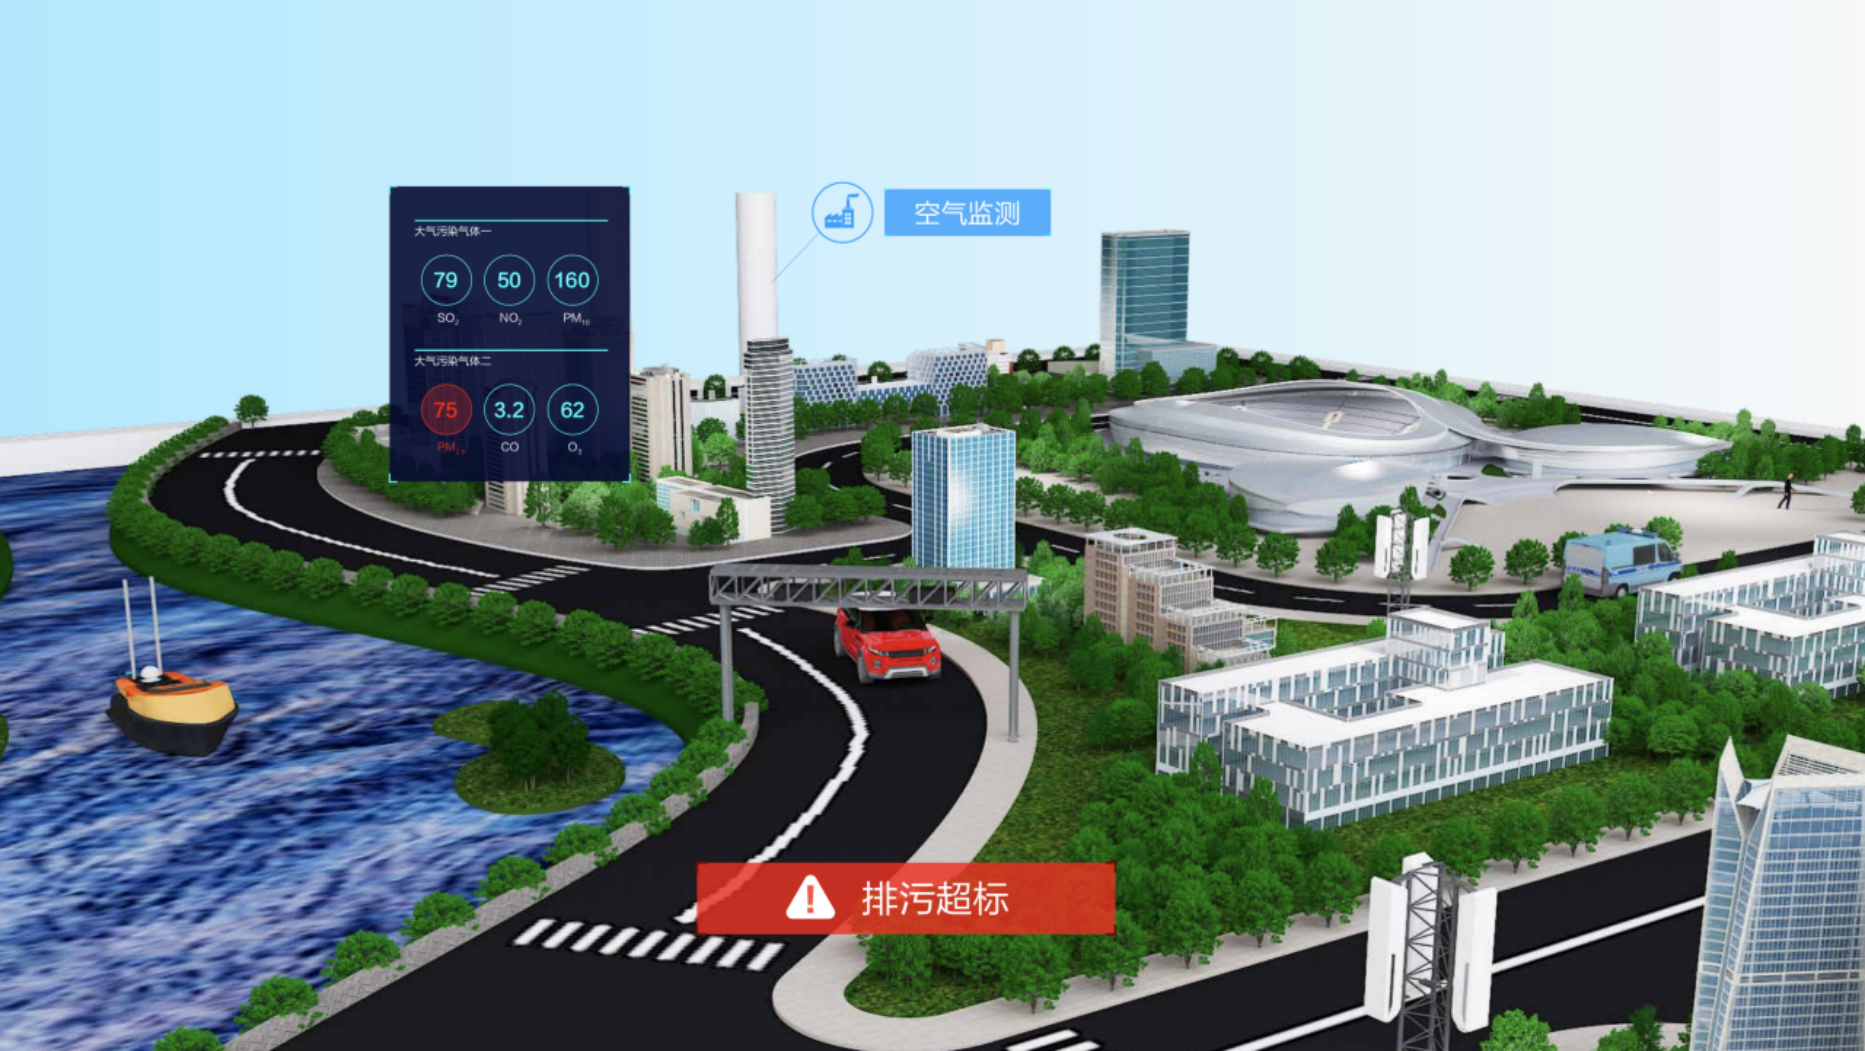 空气监测
大气污染气体一
79 50 160
SO₂ NO₂ PM₁₀
大气污染气体二
75 3.2 62
PM₂.₅ CO O₃
排污超标